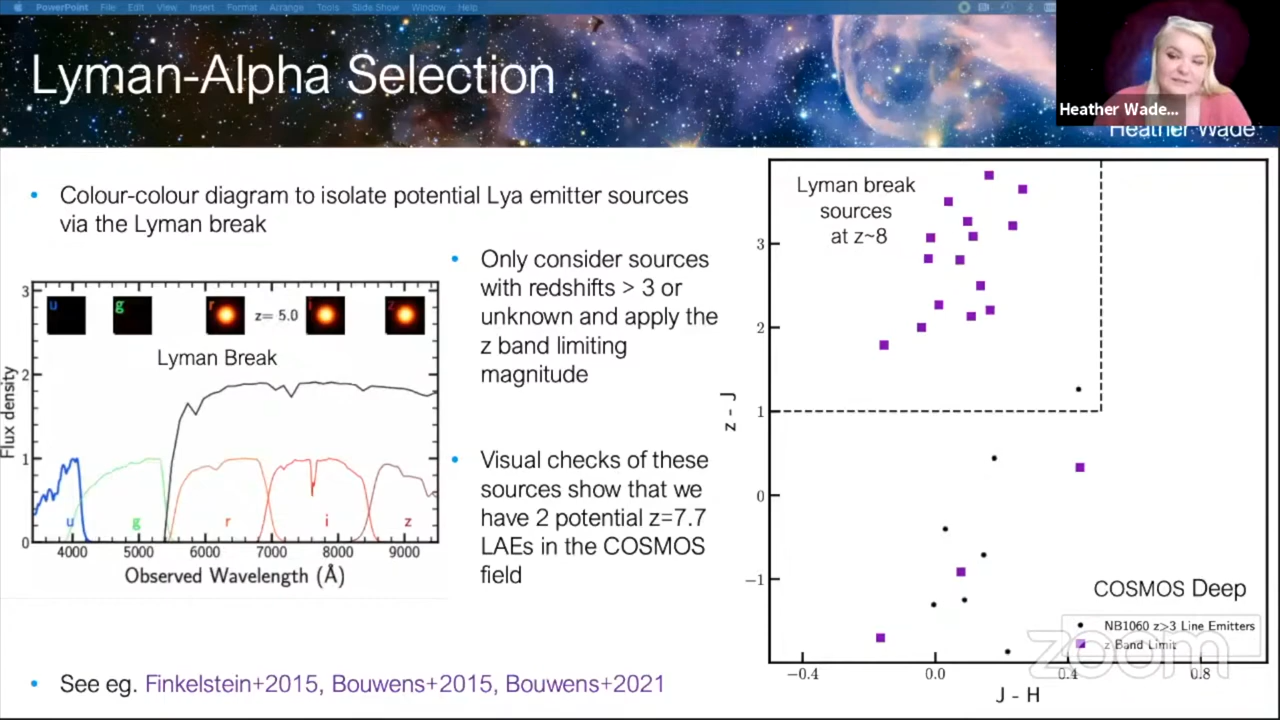 PowerPoint File Edit View Insert Format Arrange Tools Slide Show Window Help
Lyman-Alpha Selection
Heather Wade...
Heather Wade
Colour-colour diagram to isolate potential Lya emitter sources
via the Lyman break
3
2
1
0
Flux density
u
g
r
z= 5.0
i
z
Lyman Break
u
g
r
i
z
4000 5000 6000 7000 8000 9000
Observed Wavelength (Å)
Only consider sources
with redshifts > 3 or
unknown and apply the
z band limiting
magnitude
Visual checks of these
sources show that we
have 2 potential z=7.7
LAEs in the COSMOS
field
See eg. Finkelstein+2015, Bouwens+2015, Bouwens+2021
Lyman break
sources
at z~8
3
2
1
0
−1
z - J
COSMOS Deep
NB1060 z>3 Line Emitters
z Band Limit
zoom
−0.4 0.0 0.4 0.8
J - H